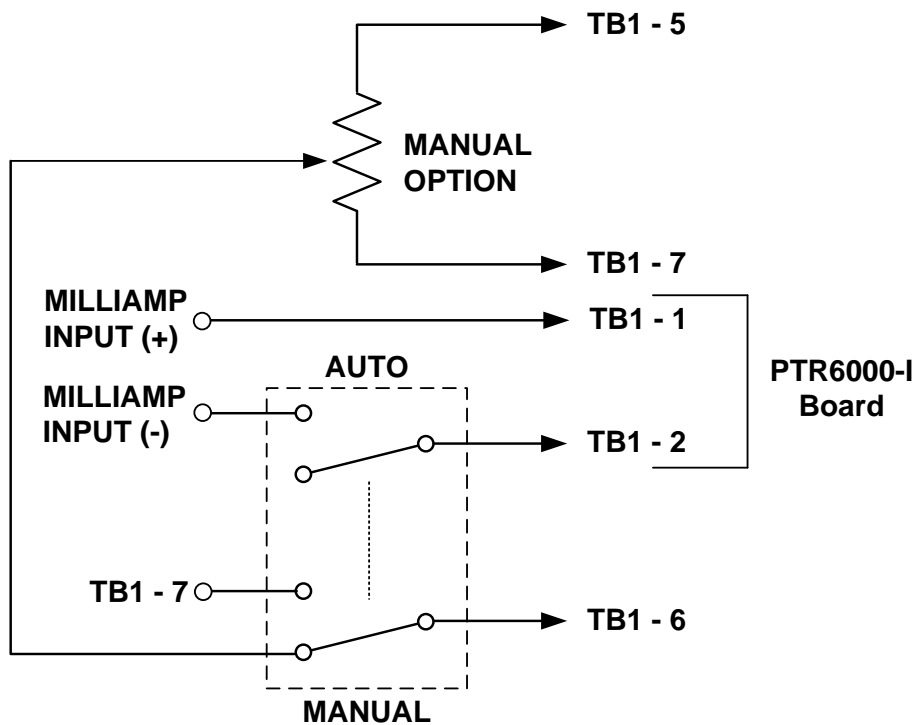 TB1 - 5
MANUAL
OPTION
TB1 - 7
MILLIAMP
INPUT (+)
TB1 - 1
AUTO
MILLIAMP
INPUT (-)
PTR6000-I
Board
TB1 - 2
TB1 - 7
TB1 - 6
MANUAL